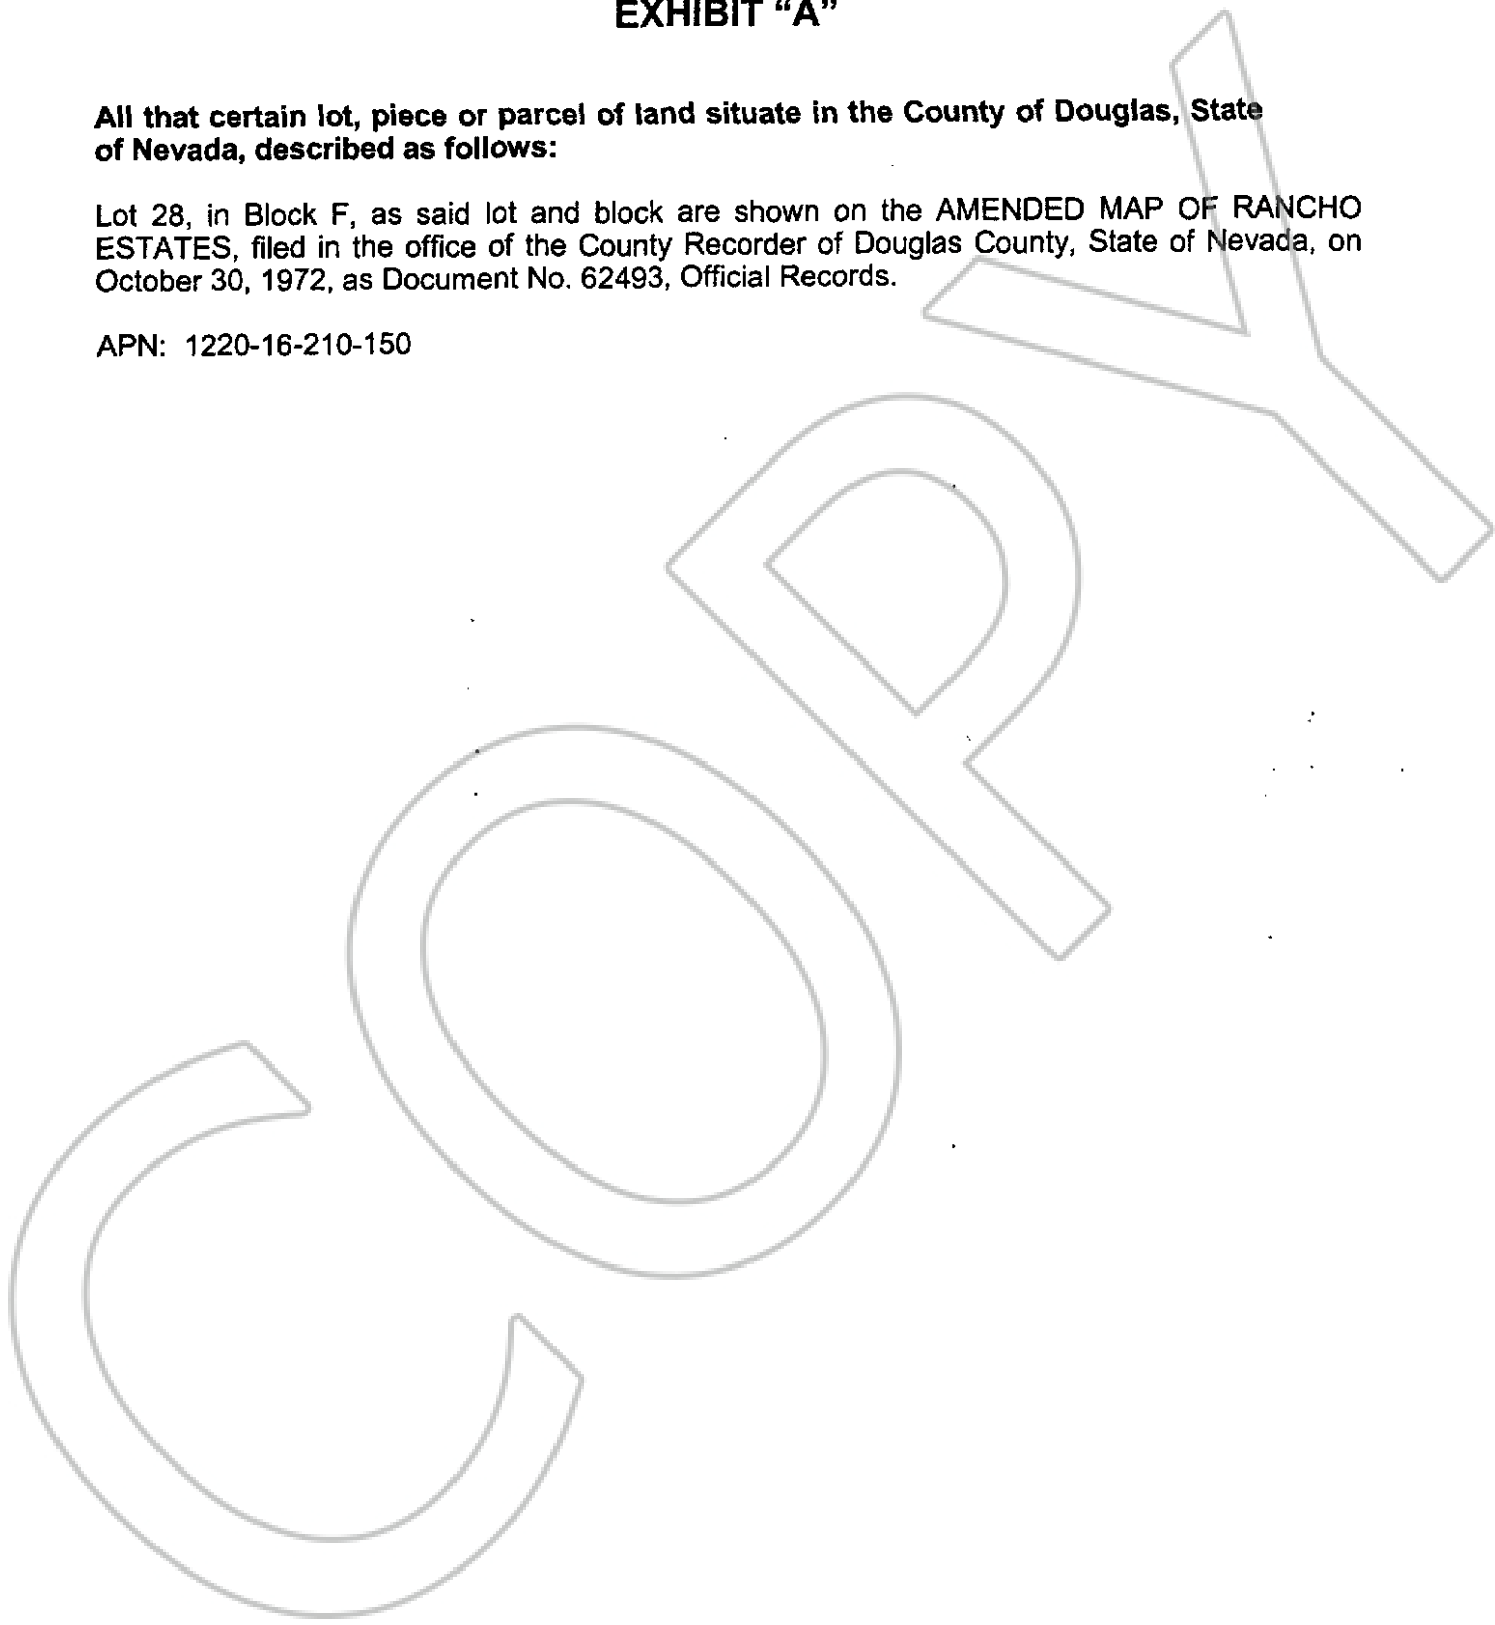 EXHIBIT “A”
All that certain lot, piece or parcel of land situate in the County of Douglas, State
of Nevada, described as follows:
Lot 28, in Block F, as said lot and block are shown on the AMENDED MAP OF RANCHO
ESTATES, filed in the office of the County Recorder of Douglas County, State of Nevada, on
October 30, 1972, as Document No. 62493, Official Records.
APN: 1220-16-210-150
COPY